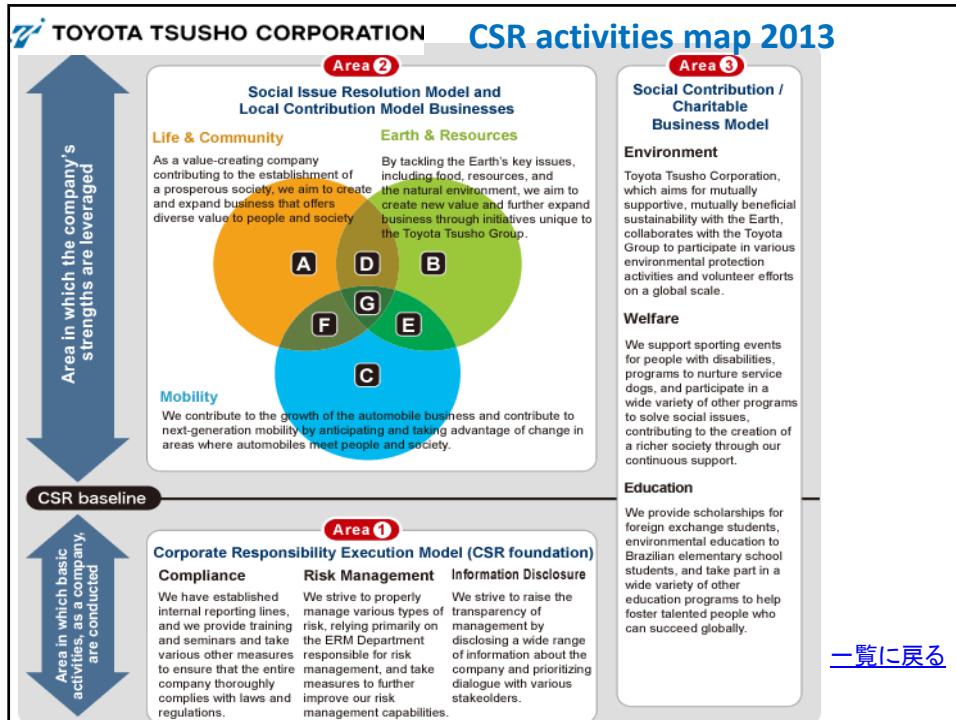 TOYOTA TSUSHO CORPORATION
CSR activities map 2013
Area in which the company's
strengths are leveraged
Area 2
Social Issue Resolution Model and
Local Contribution Model Businesses
Life & Community
As a value-creating company
contributing to the establishment of
a prosperous society, we aim to create
and expand business that offers
diverse value to people and society
Earth & Resources
By tackling the Earth's key issues,
including food, resources, and
the natural environment, we aim to
create new value and further expand
business through initiatives unique to
the Toyota Tsusho Group.
A
D
B
G
F
E
C
Mobility
We contribute to the growth of the automobile business and contribute to
next-generation mobility by anticipating and taking advantage of change in
areas where automobiles meet people and society.
Area 3
Social Contribution /
Charitable
Business Model
Environment
Toyota Tsusho Corporation,
which aims for mutually
supportive, mutually beneficial
sustainability with the Earth,
collaborates with the Toyota
Group to participate in various
environmental protection
activities and volunteer efforts
on a global scale.
Welfare
We support sporting events
for people with disabilities,
programs to nurture service
dogs, and participate in a
wide variety of other programs
to solve social issues,
contributing to the creation of
a richer society through our
continuous support.
Education
We provide scholarships for
foreign exchange students,
environmental education to
Brazilian elementary school
students, and take part in a
wide variety of other
education programs to help
foster talented people who
can succeed globally.
CSR baseline
Area in which basic
activities, as a company,
are conducted
Area 1
Corporate Responsibility Execution Model (CSR foundation)
Compliance
We have established
internal reporting lines,
and we provide training
and seminars and take
various other measures
to ensure that the entire
company thoroughly
complies with laws and
regulations.
Risk Management
We strive to properly
manage various types of
risk, relying primarily on
the ERM Department
responsible for risk
management, and take
measures to further
improve our risk
management capabilities.
Information Disclosure
We strive to raise the
transparency of
management by
disclosing a wide range
of information about the
company and prioritizing
dialogue with various
stakeolders.
一覧に戻る